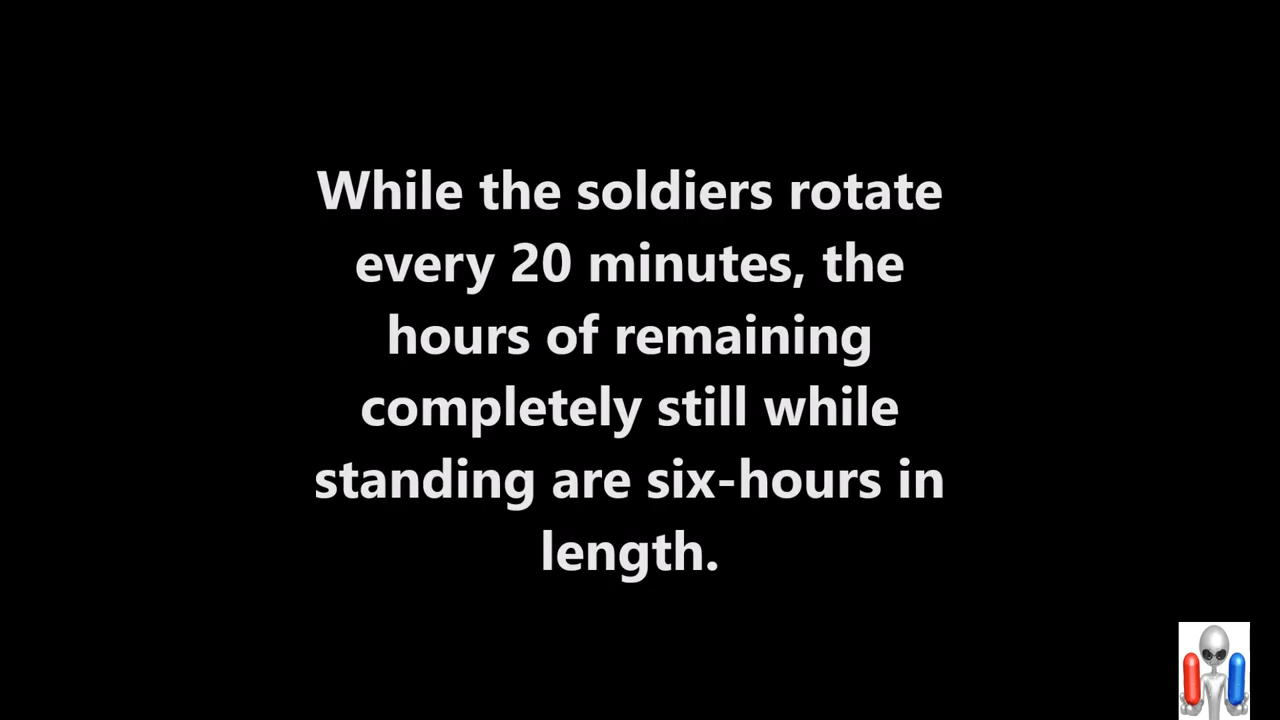 While the soldiers rotate
every 20 minutes, the
hours of remaining
completely still while
standing are six-hours in
length.